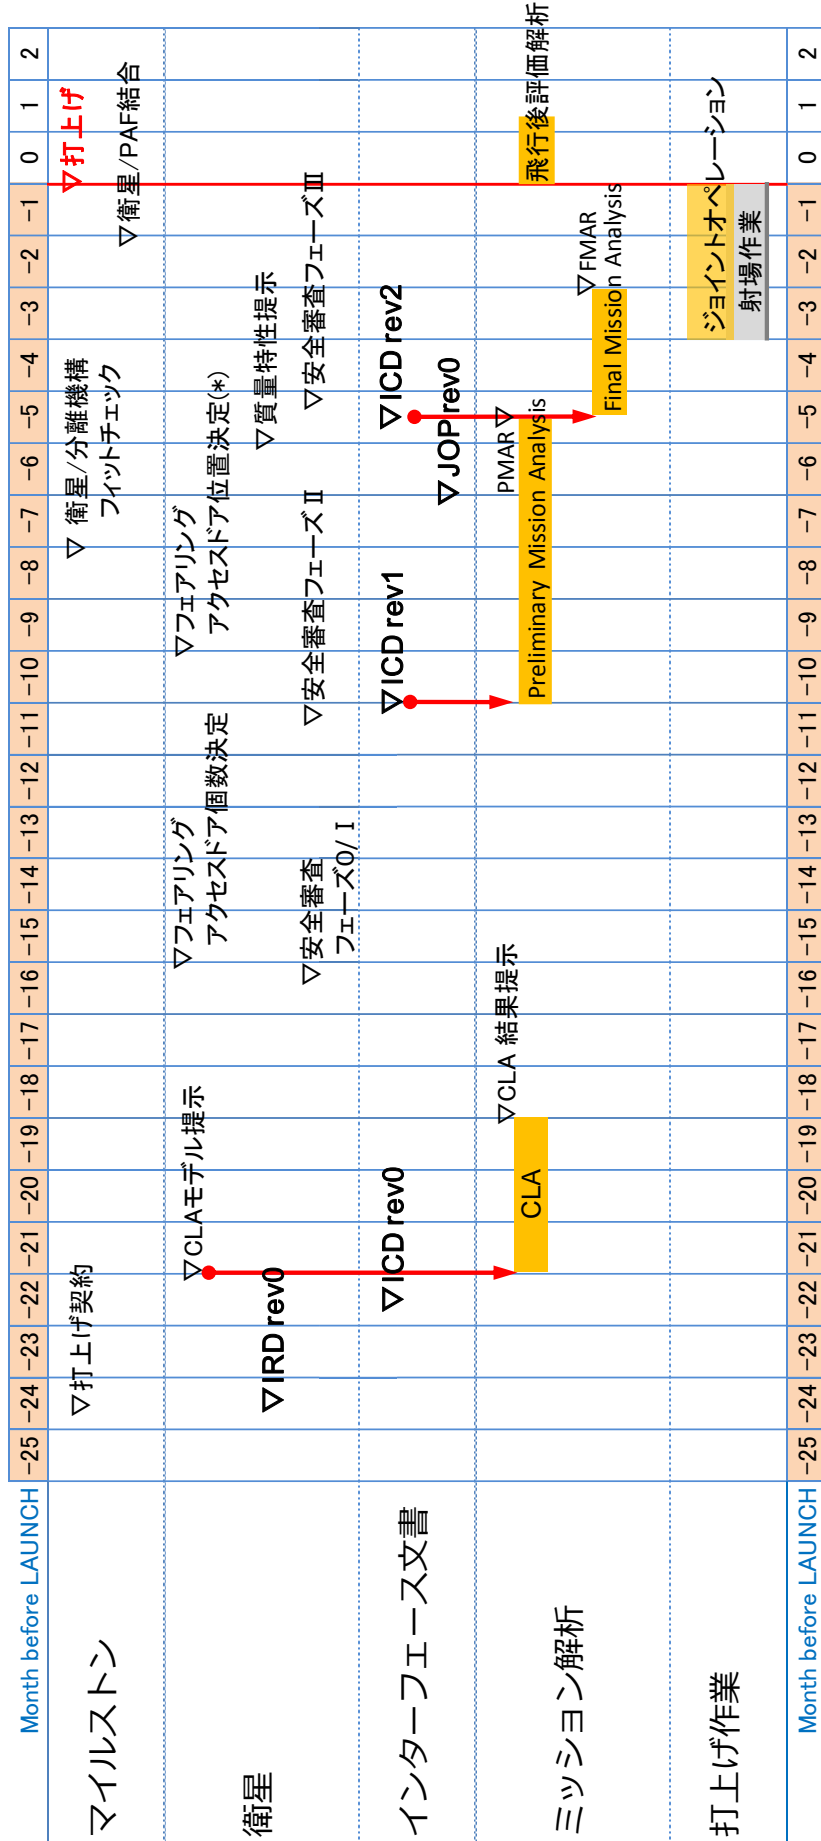 Month before LAUNCH -25 -24 -23 -22 -21 -20 -19 -18 -17 -16 -15 -14 -13 -12 -11 -10 -9 -8 -7 -6 -5 -4 -3 -2 -1 0 1 2
マイルストン
▽打上げ契約
▽ 衛星/分離機構
フィットチェック
▽打上げ
▽衛星/PAF結合
衛星
▽CLAモデル提示
▽IRD rev0
▽フェアリング
アクセスドア個数決定
▽安全審査
フェーズO/Ⅰ
▽フェアリング
アクセスドア位置決定(*)
▽安全審査フェーズⅡ
▽質量特性提示
▽安全審査フェーズⅢ
インターフェース文書
▽ICD rev0
▽ICD rev1
▽ICD rev2
▽JOP rev0
ミッション解析
CLA
▽CLA 結果提示
Preliminary Mission Analysis
PMAR▽
Final Mission Analysis
▽FMAR
飛行後評価解析
打上げ作業
ジョイントオペレーション
射場作業
Month before LAUNCH -25 -24 -23 -22 -21 -20 -19 -18 -17 -16 -15 -14 -13 -12 -11 -10 -9 -8 -7 -6 -5 -4 -3 -2 -1 0 1 2